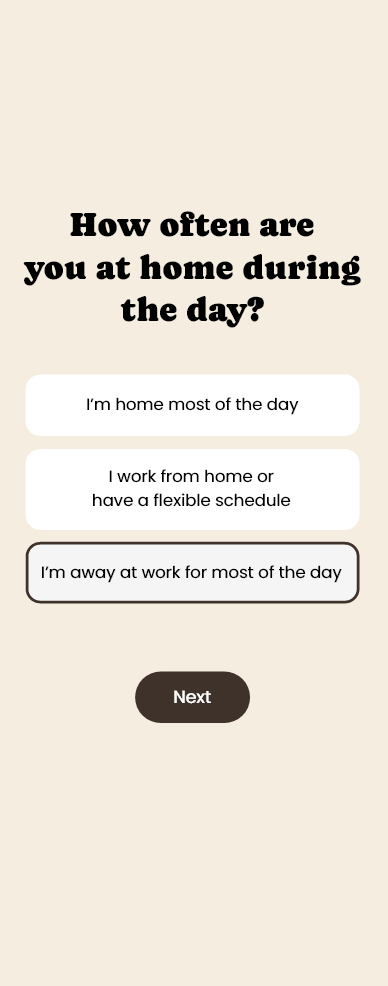 How often are
you at home during
the day?
I’m home most of the day
I work from home or
have a flexible schedule
I’m away at work for most of the day
Next